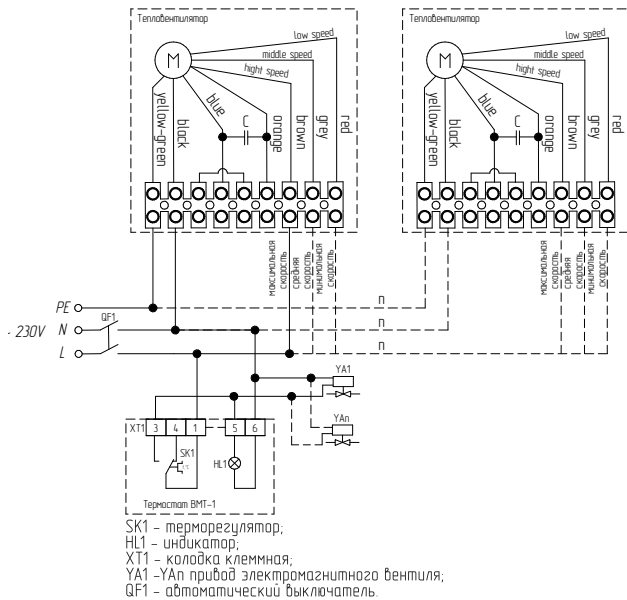 Тепловентилятор
Тепловентилятор
low speed
middle speed
hight speed
M
blue
C
yellow-green
black
orange
brown
grey
red
low speed
middle speed
hight speed
M
blue
C
yellow-green
black
orange
brown
grey
red
максимальная скорость
средняя скорость
минимальная скорость
максимальная скорость
средняя скорость
минимальная скорость
PE
n
~ 230V
QF1
N
n
L
n
YA1
XT1
3
4
1
5
6
YAn
SK1
t°C
HL1
Термостат ВМТ-1
SK1 – терморегулятор;
HL1 – индикатор;
XT1 – колодка клеммная;
YA1 –YAn привод электромагнитного вентиля;
QF1 – автоматический выключатель.